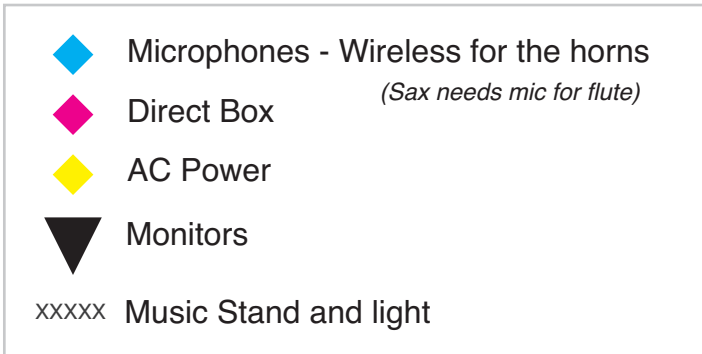 Microphones - Wireless for the horns
(Sax needs mic for flute)
Direct Box
AC Power
Monitors
xxxxx Music Stand and light